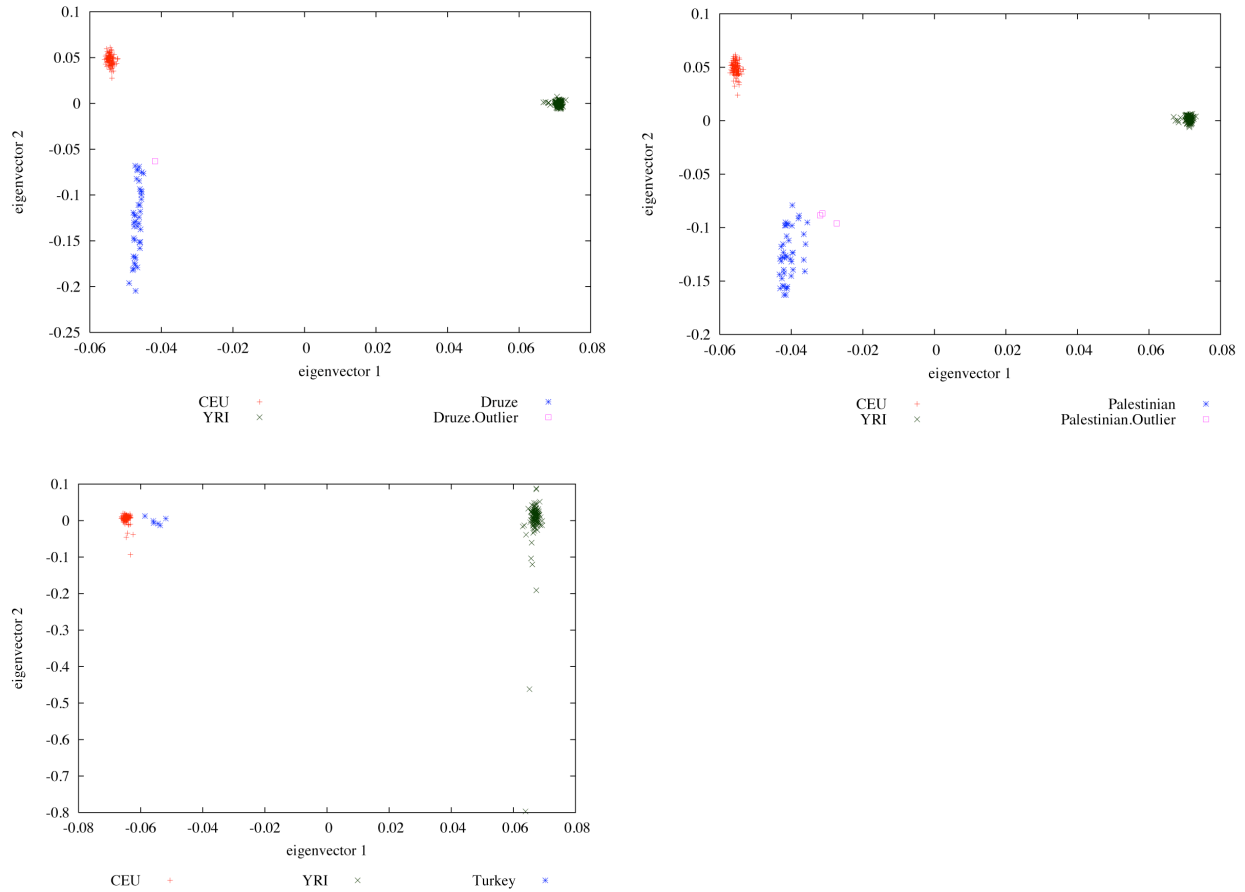 0.1
0.05
0
-0.05
-0.1
-0.15
-0.2
-0.25
eigenvector 2
-0.06 -0.04 -0.02 0 0.02 0.04 0.06 0.08
eigenvector 1
CEU
YRI
Druze
Druze.Outlier
0.1
0.05
0
-0.05
-0.1
-0.15
-0.2
eigenvector 2
-0.06 -0.04 -0.02 0 0.02 0.04 0.06 0.08
eigenvector 1
CEU
YRI
Palestinian
Palestinian.Outlier
0.1
0
-0.1
-0.2
-0.3
-0.4
-0.5
-0.6
-0.7
-0.8
eigenvector 2
-0.08 -0.06 -0.04 -0.02 0 0.02 0.04 0.06 0.08
eigenvector 1
CEU YRI Turkey